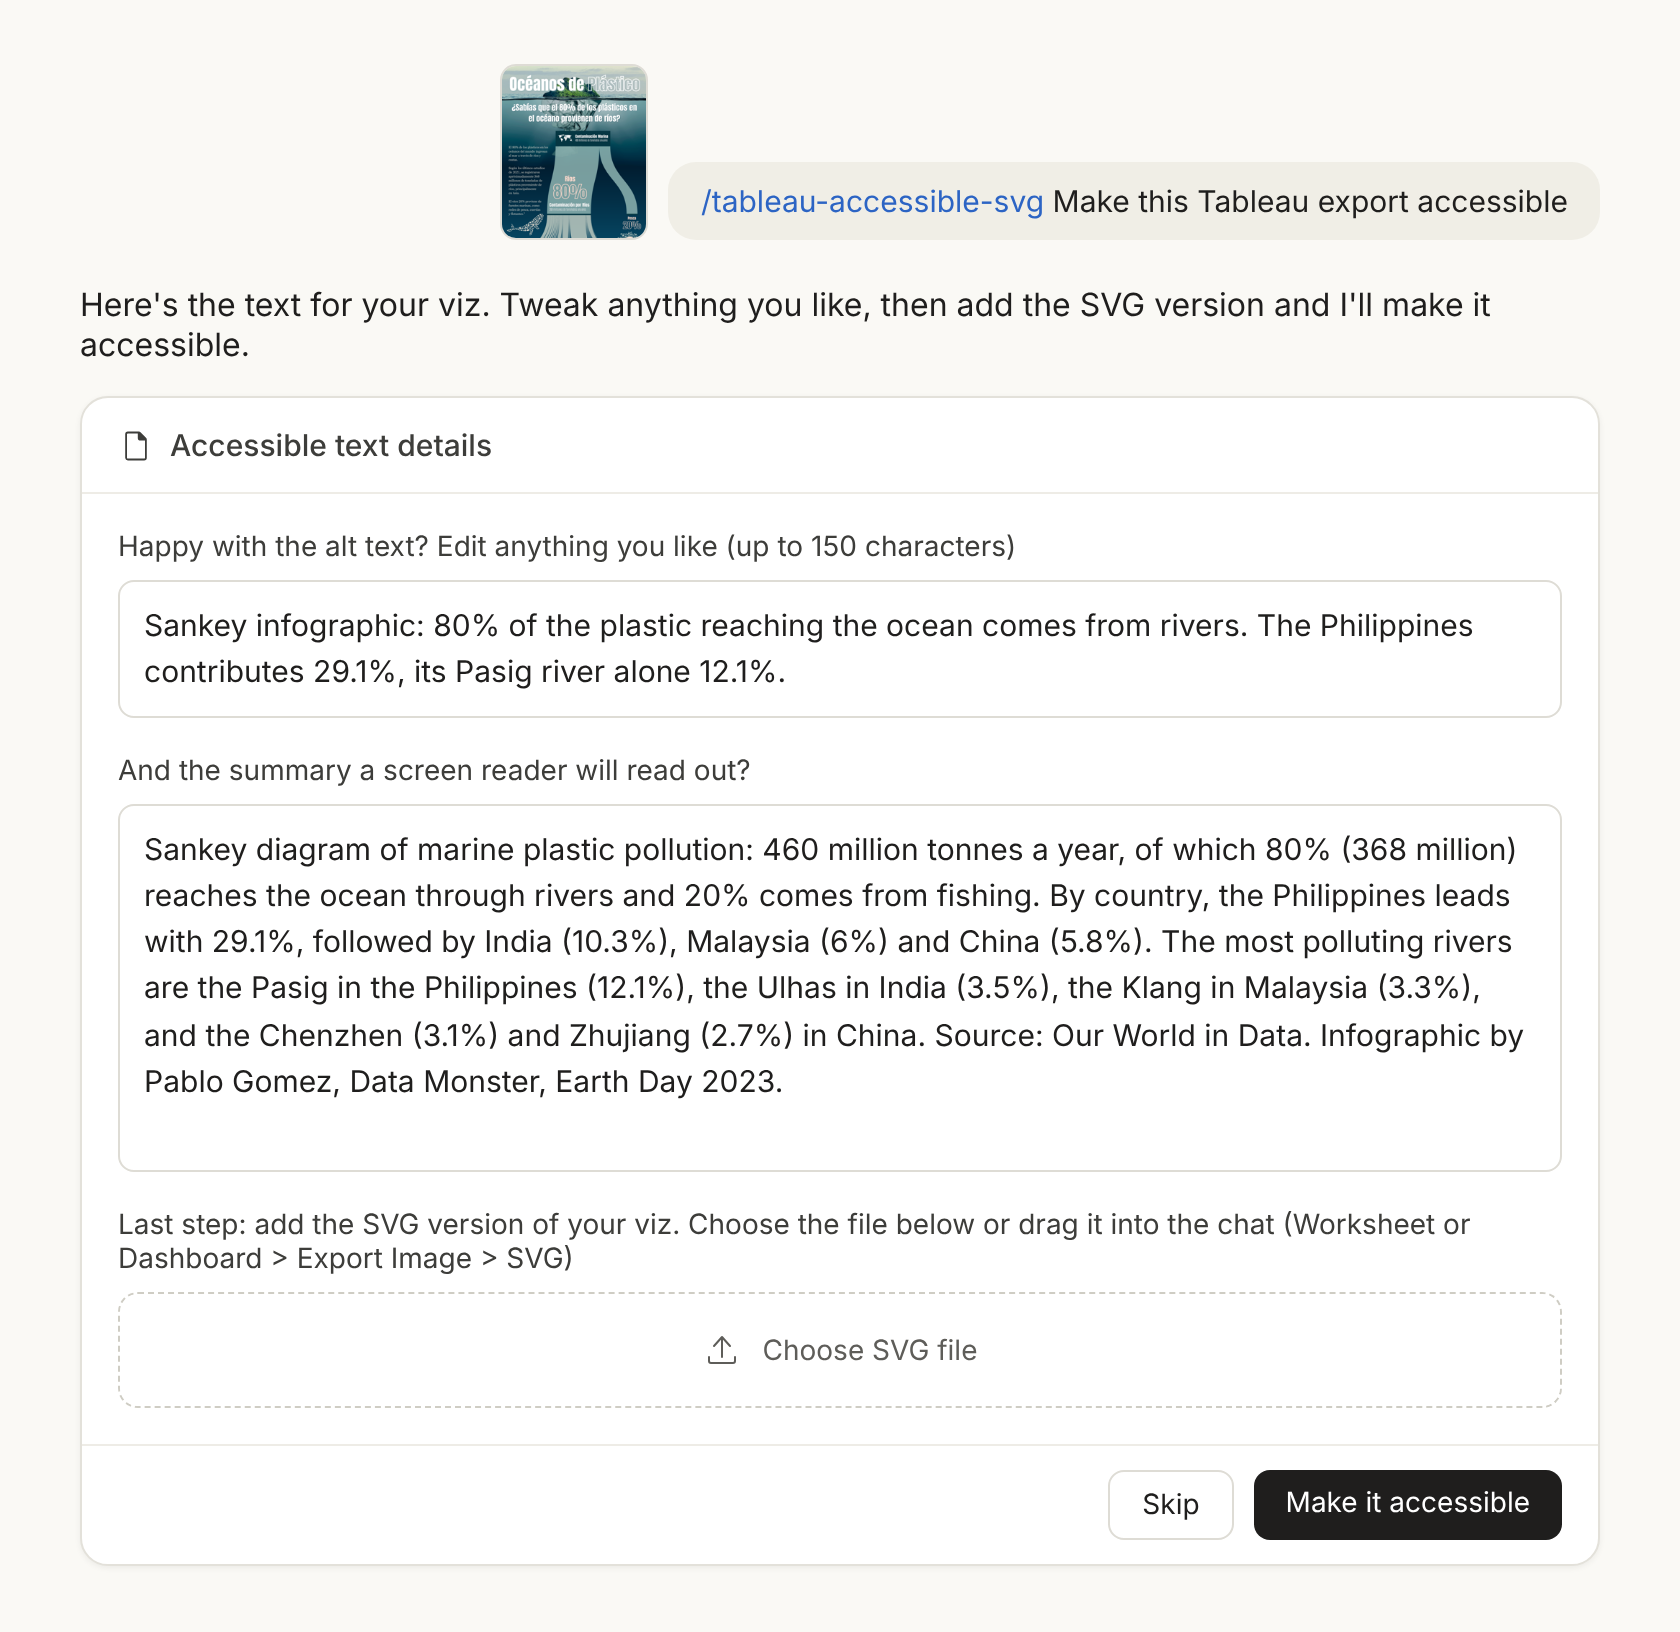 Océanos de Plástico
¿Sabías que el 80% de los plásticos en
el océano provienen de ríos?
Contaminación Marina
Ríos
80%
Contaminación por Ríos
20%
/tableau-accessible-svg Make this Tableau export accessible
Here's the text for your viz. Tweak anything you like, then add the SVG version and I'll make it
accessible.
Accessible text details
Happy with the alt text? Edit anything you like (up to 150 characters)
Sankey infographic: 80% of the plastic reaching the ocean comes from rivers. The Philippines
contributes 29.1%, its Pasig river alone 12.1%.
And the summary a screen reader will read out?
Sankey diagram of marine plastic pollution: 460 million tonnes a year, of which 80% (368 million)
reaches the ocean through rivers and 20% comes from fishing. By country, the Philippines leads
with 29.1%, followed by India (10.3%), Malaysia (6%) and China (5.8%). The most polluting rivers
are the Pasig in the Philippines (12.1%), the Ulhas in India (3.5%), the Klang in Malaysia (3.3%),
and the Chenzhen (3.1%) and Zhujiang (2.7%) in China. Source: Our World in Data. Infographic by
Pablo Gomez, Data Monster, Earth Day 2023.
Last step: add the SVG version of your viz. Choose the file below or drag it into the chat (Worksheet or
Dashboard > Export Image > SVG)
Choose SVG file
Skip
Make it accessible